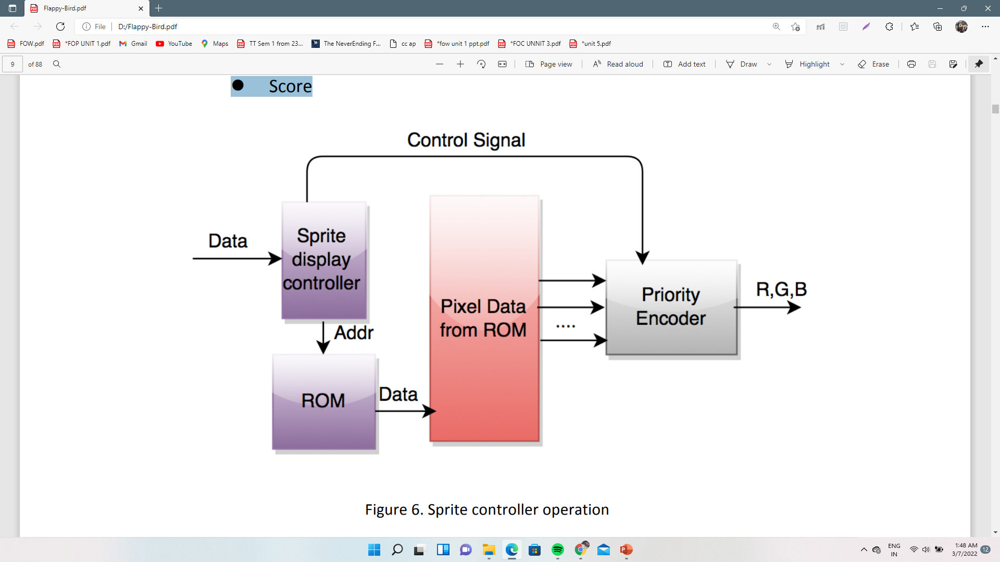 Flappy-Bird.pdf
File
D:/Flappy-Bird.pdf
FOW.pdf
*FOP UNIT 1.pdf
Gmail
YouTube
Maps
TT Sem 1 from 23...
The NeverEnding F...
cc ap
*fow unit 1 ppt.pdf
*FOC UNNIT 3.pdf
*unit 5.pdf
9
of 88
Page view
Read aloud
Add text
Draw
Highlight
Erase
● Score
Control Signal
Data
Sprite
display
controller
Addr
ROM
Data
Pixel Data
from ROM
....
Priority
Encoder
R,G,B
Figure 6. Sprite controller operation
ENG
IN
1:48 AM
3/7/2022
12